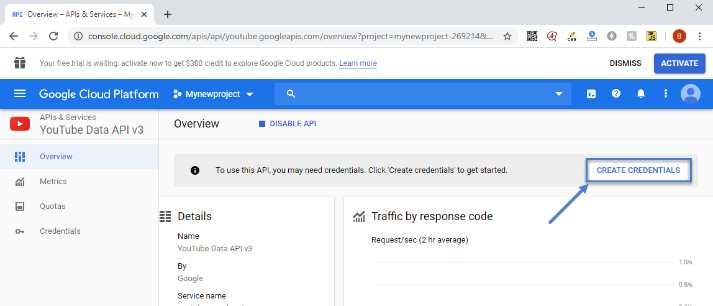 Overview – APIs & Services – My
console.cloud.google.com/apis/api/youtube.googleapis.com/overview?project=mynewproject-269214&
B
Your free trial is waiting: activate now to get $300 credit to explore Google Cloud products. Learn more
DISMISS
ACTIVATE
Google Cloud Platform
Mynewproject
APIs & Services
YouTube Data API v3
Overview
DISABLE API
Overview
Metrics
Quotas
Credentials
To use this API, you may need credentials. Click 'Create credentials' to get started.
CREATE CREDENTIALS
Details
Name
YouTube Data API v3
By
Google
Service name
Traffic by response code
Request/sec (2 hr average)
1.0/s
0.8/s